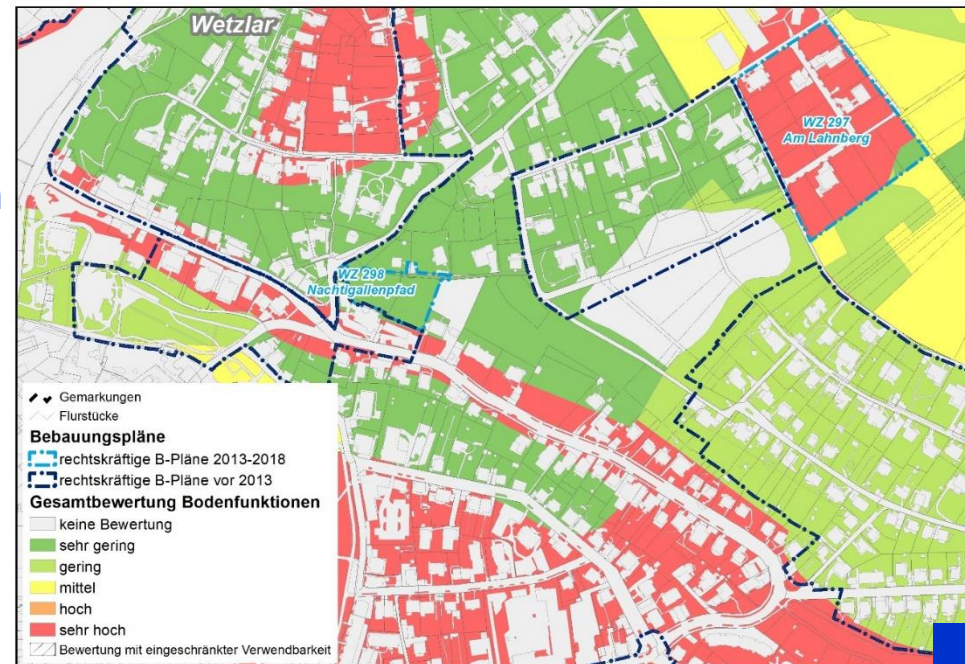 Wetzlar
WZ 297
Am Lahnberg
WZ 298
Nachtigallenpfad
Gemarkungen
Flurstücke
Bebauungspläne
rechtskräftige B-Pläne 2013-2018
rechtskräftige B-Pläne vor 2013
Gesamtbewertung Bodenfunktionen
keine Bewertung
sehr gering
gering
mittel
hoch
sehr hoch
Bewertung mit eingeschränkter Verwendbarkeit